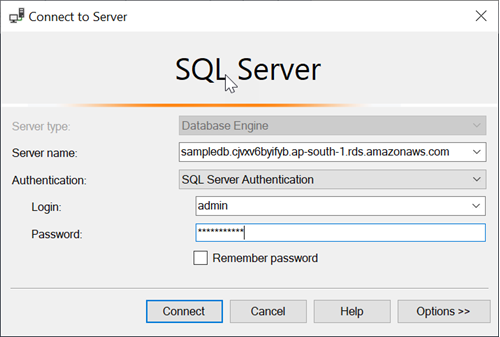 Connect to Server
SQL Server
Server type: Database Engine
Server name: sampledb.cjvxv6byifyb.ap-south-1.rds.amazonaws.com
Authentication: SQL Server Authentication
Login: admin
Password: ***********
Remember password
Connect Cancel Help Options >>